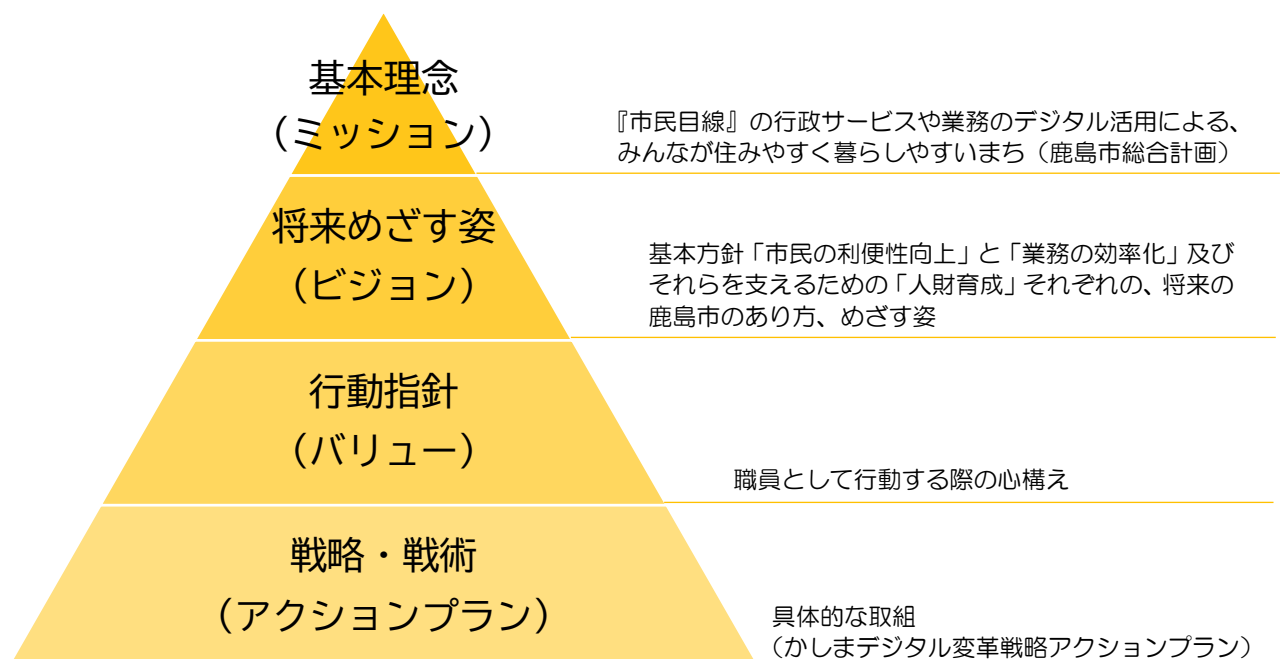 基本理念
（ミッション）
『市民目線』の行政サービスや業務のデジタル活用による、
みんなが住みやすく暮らしやすいまち（鹿島市総合計画）
将来めざす姿
（ビジョン）
基本方針「市民の利便性向上」と「業務の効率化」及び
それらを支えるための「人財育成」それぞれの、将来の
鹿島市のあり方、めざす姿
行動指針
（バリュー）
職員として行動する際の心構え
戦略・戦術
（アクションプラン）
具体的な取組
（かしまデジタル変革戦略アクションプラン）